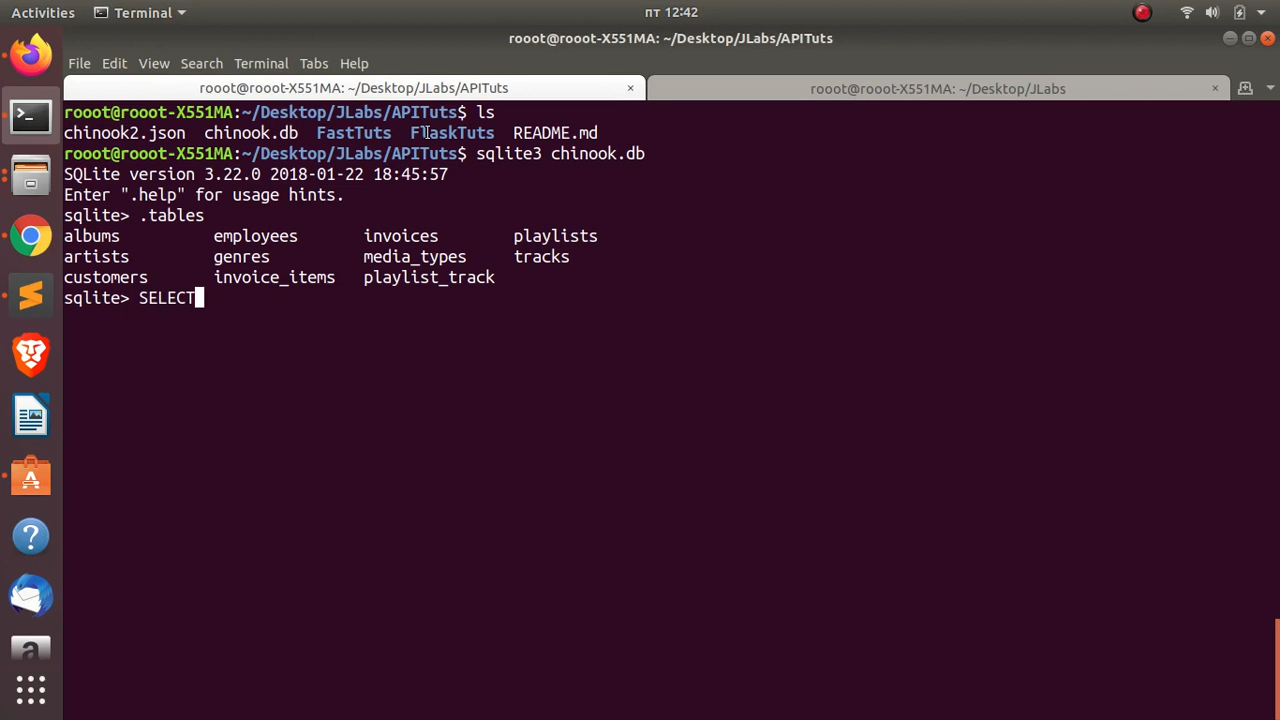 Activities Terminal пт 12:42
rooot@rooot-X551MA: ~/Desktop/JLabs/APITuts
File Edit View Search Terminal Tabs Help
rooot@rooot-X551MA: ~/Desktop/JLabs/APITuts × rooot@rooot-X551MA: ~/Desktop/JLabs ×
rooot@rooot-X551MA:~/Desktop/JLabs/APITuts$ ls
chinook2.json chinook.db FastTuts FlaskTuts README.md
rooot@rooot-X551MA:~/Desktop/JLabs/APITuts$ sqlite3 chinook.db
SQLite version 3.22.0 2018-01-22 18:45:57
Enter ".help" for usage hints.
sqlite> .tables
albums employees invoices playlists
artists genres media_types tracks
customers invoice_items playlist_track
sqlite> SELECT